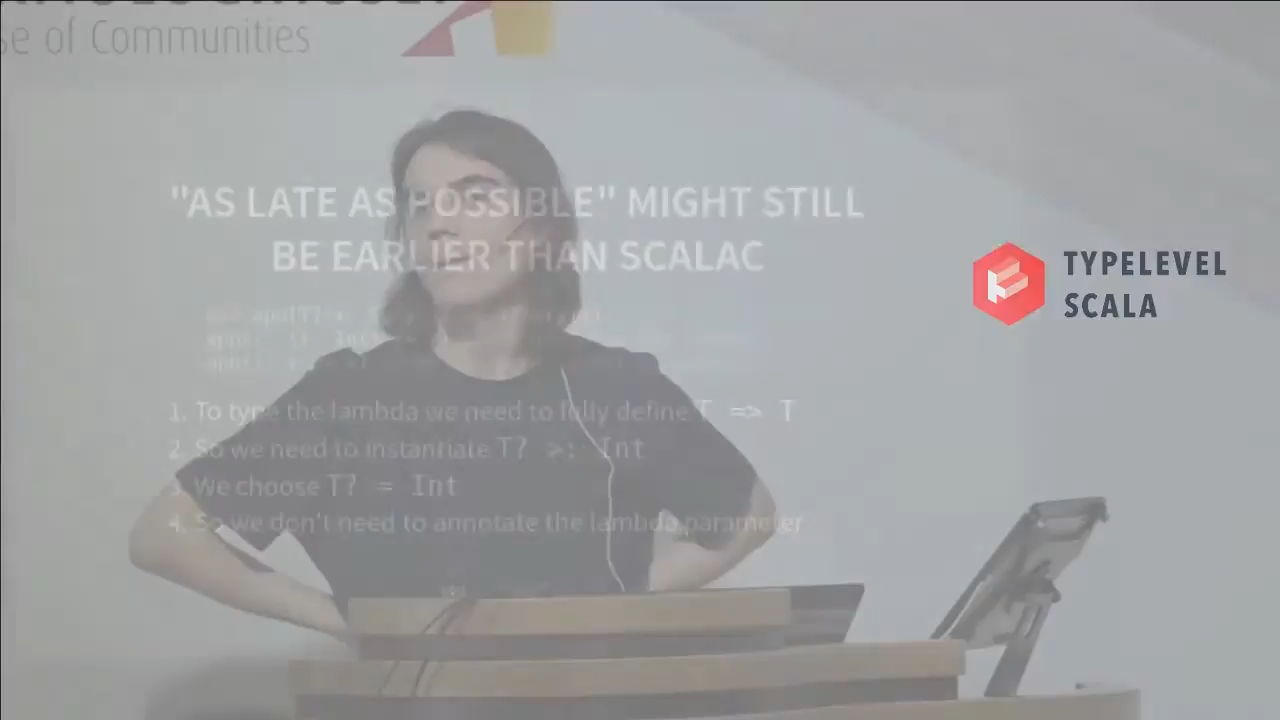 se of Communities
"AS LATE AS POSSIBLE" MIGHT STILL
BE EARLIER THAN SCALAC
TYPELEVEL
SCALA
1. To type the lambda we need to fully define T => T
2. So we need to instantiate T? >: Int
3. We choose T? = Int
4. So we don't need to annotate the lambda parameter